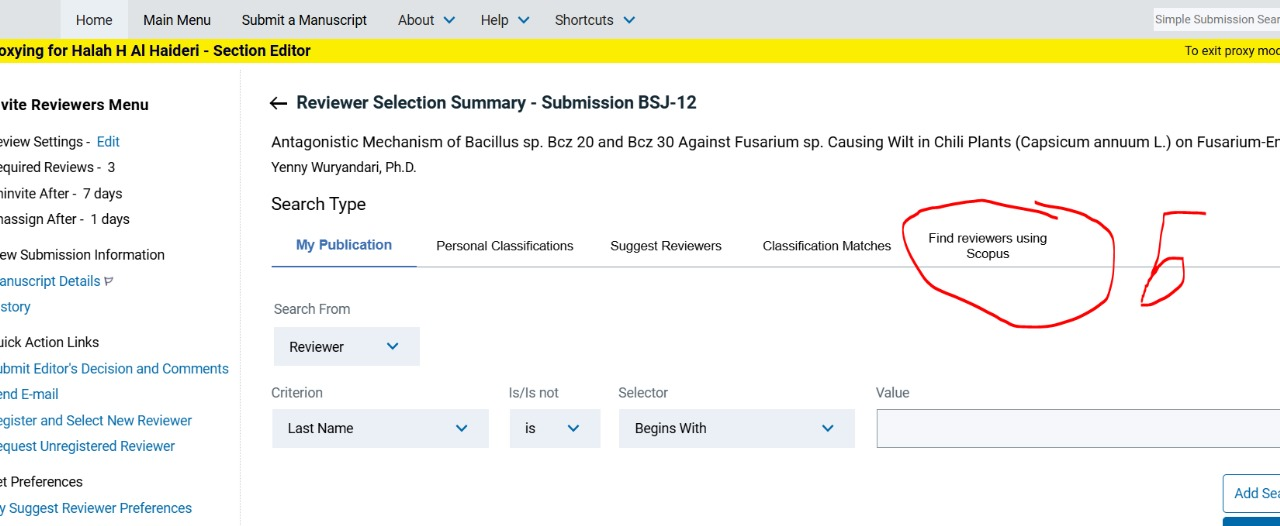 Home Main Menu Submit a Manuscript About Help Shortcuts Simple Submission Sear
oxying for Halah H Al Haideri - Section Editor To exit proxy mod
vite Reviewers Menu
eview Settings - Edit
equired Reviews - 3
ninvite After - 7 days
nassign After - 1 days
ew Submission Information
anuscript Details
story
uick Action Links
ubmit Editor's Decision and Comments
end E-mail
egister and Select New Reviewer
equest Unregistered Reviewer
et Preferences
y Suggest Reviewer Preferences
Reviewer Selection Summary - Submission BSJ-12
Antagonistic Mechanism of Bacillus sp. Bcz 20 and Bcz 30 Against Fusarium sp. Causing Wilt in Chili Plants (Capsicum annuum L.) on Fusarium-En
Yenny Wuryandari, Ph.D.
Search Type
My Publication Personal Classifications Suggest Reviewers Classification Matches Find reviewers using
Scopus
5
Search From
Reviewer
Criterion Is/Is not Selector Value
Last Name is Begins With
Add Sea